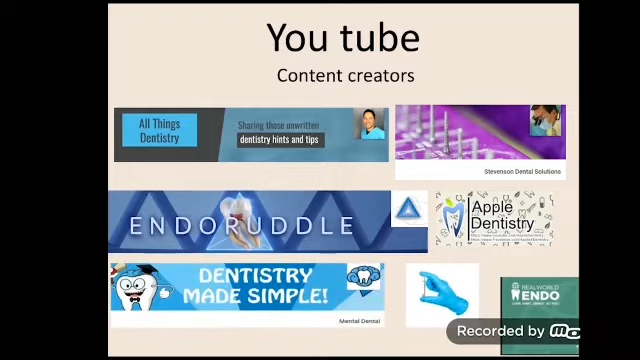 You tube
Content creators
All Things
Dentistry
Sharing those unwritten
dentistry hints and tips
Stevenson Dental Solutions
ENDORUDDLE
Apple
Dentistry
DENTISTRY
MADE SIMPLE!
Mental Dental
REALWORLD
ENDO
Recorded by